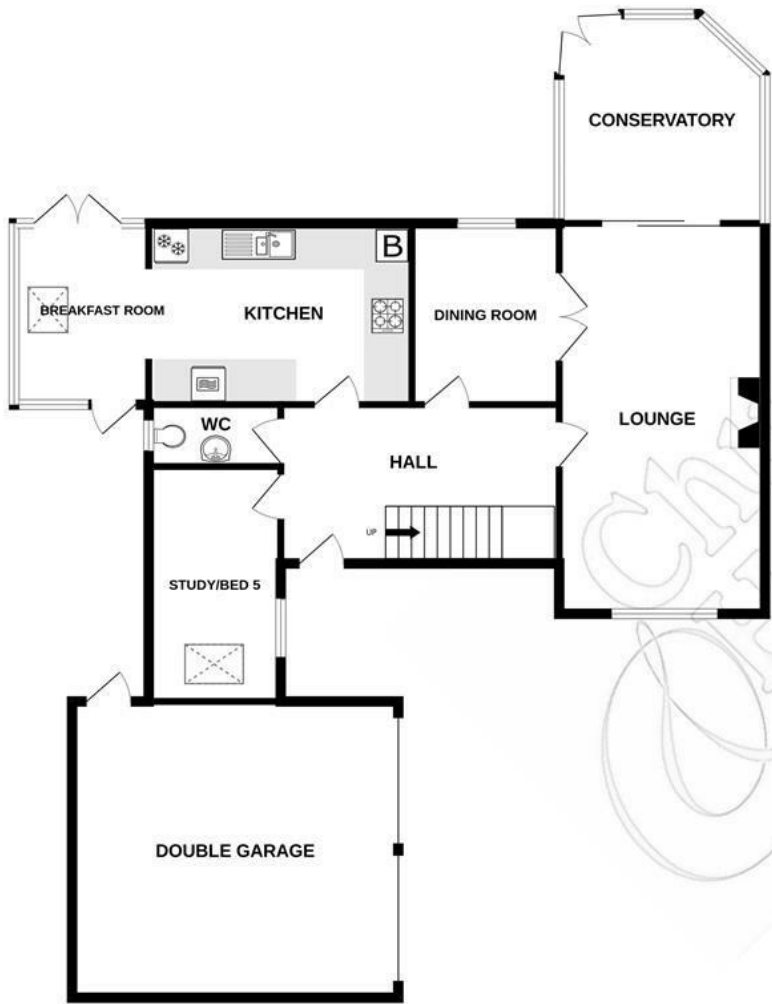 CONSERVATORY
B
BREAKFAST ROOM
KITCHEN
DINING ROOM
LOUNGE
WC
HALL
UP
STUDY/BED 5
DOUBLE GARAGE